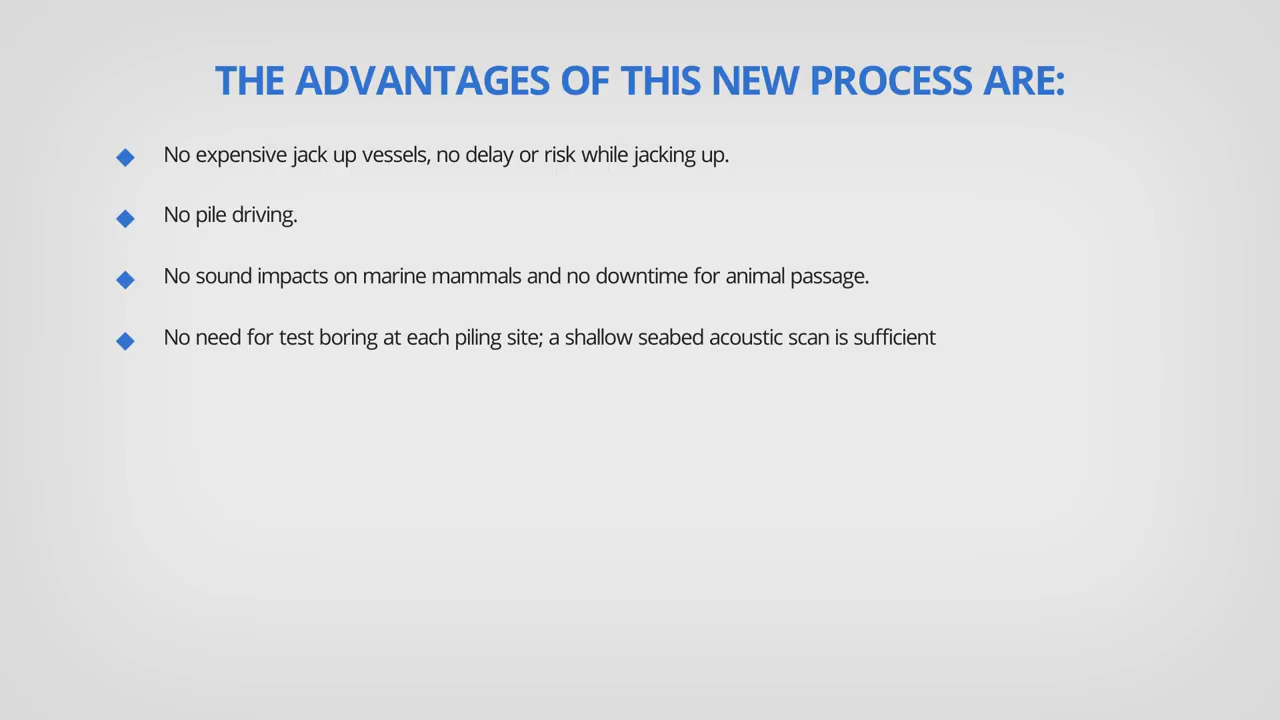 THE ADVANTAGES OF THIS NEW PROCESS ARE:
No expensive jack up vessels, no delay or risk while jacking up.
No pile driving.
No sound impacts on marine mammals and no downtime for animal passage.
No need for test boring at each piling site; a shallow seabed acoustic scan is sufficient